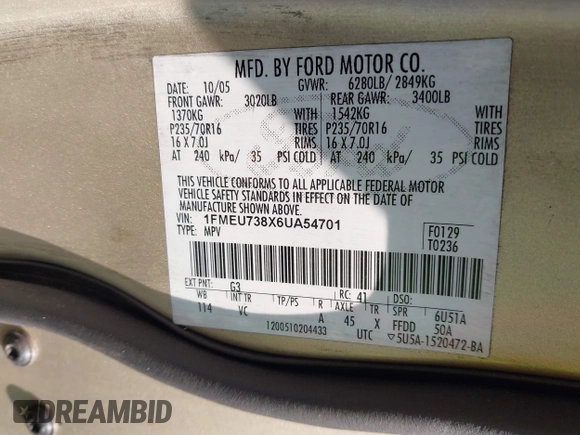 MFD. BY FORD MOTOR CO.
DATE: 10/05 GVWR: 6280LB/ 2849KG
FRONT GAWR: 3020LB REAR GAWR: 3400LB
1370KG WITH 1542KG WITH
P235/70R16 TIRES P235/70R16 TIRES
16 X 7.0J RIMS 16 X 7.0J RIMS
AT 240 kPa/ 35 PSI COLD AT 240 kPa/ 35 PSI COLD
THIS VEHICLE CONFORMS TO ALL APPLICABLE FEDERAL MOTOR
VEHICLE SAFETY STANDARDS IN EFFECT ON THE DATE OF
MANUFACTURE SHOWN ABOVE.
VIN: 1FMEU738X6UA54701
TYPE: MPV
F0129
T0236
EXT PNT: G3 RC: 41 DSO:
WB INT TR TP/PS R AXLE TR SPR 6U51A
114 VC A 45 X FFDD 50A
1200510204433 UTC ▽5U5A-1520472-BA
DREAMBID